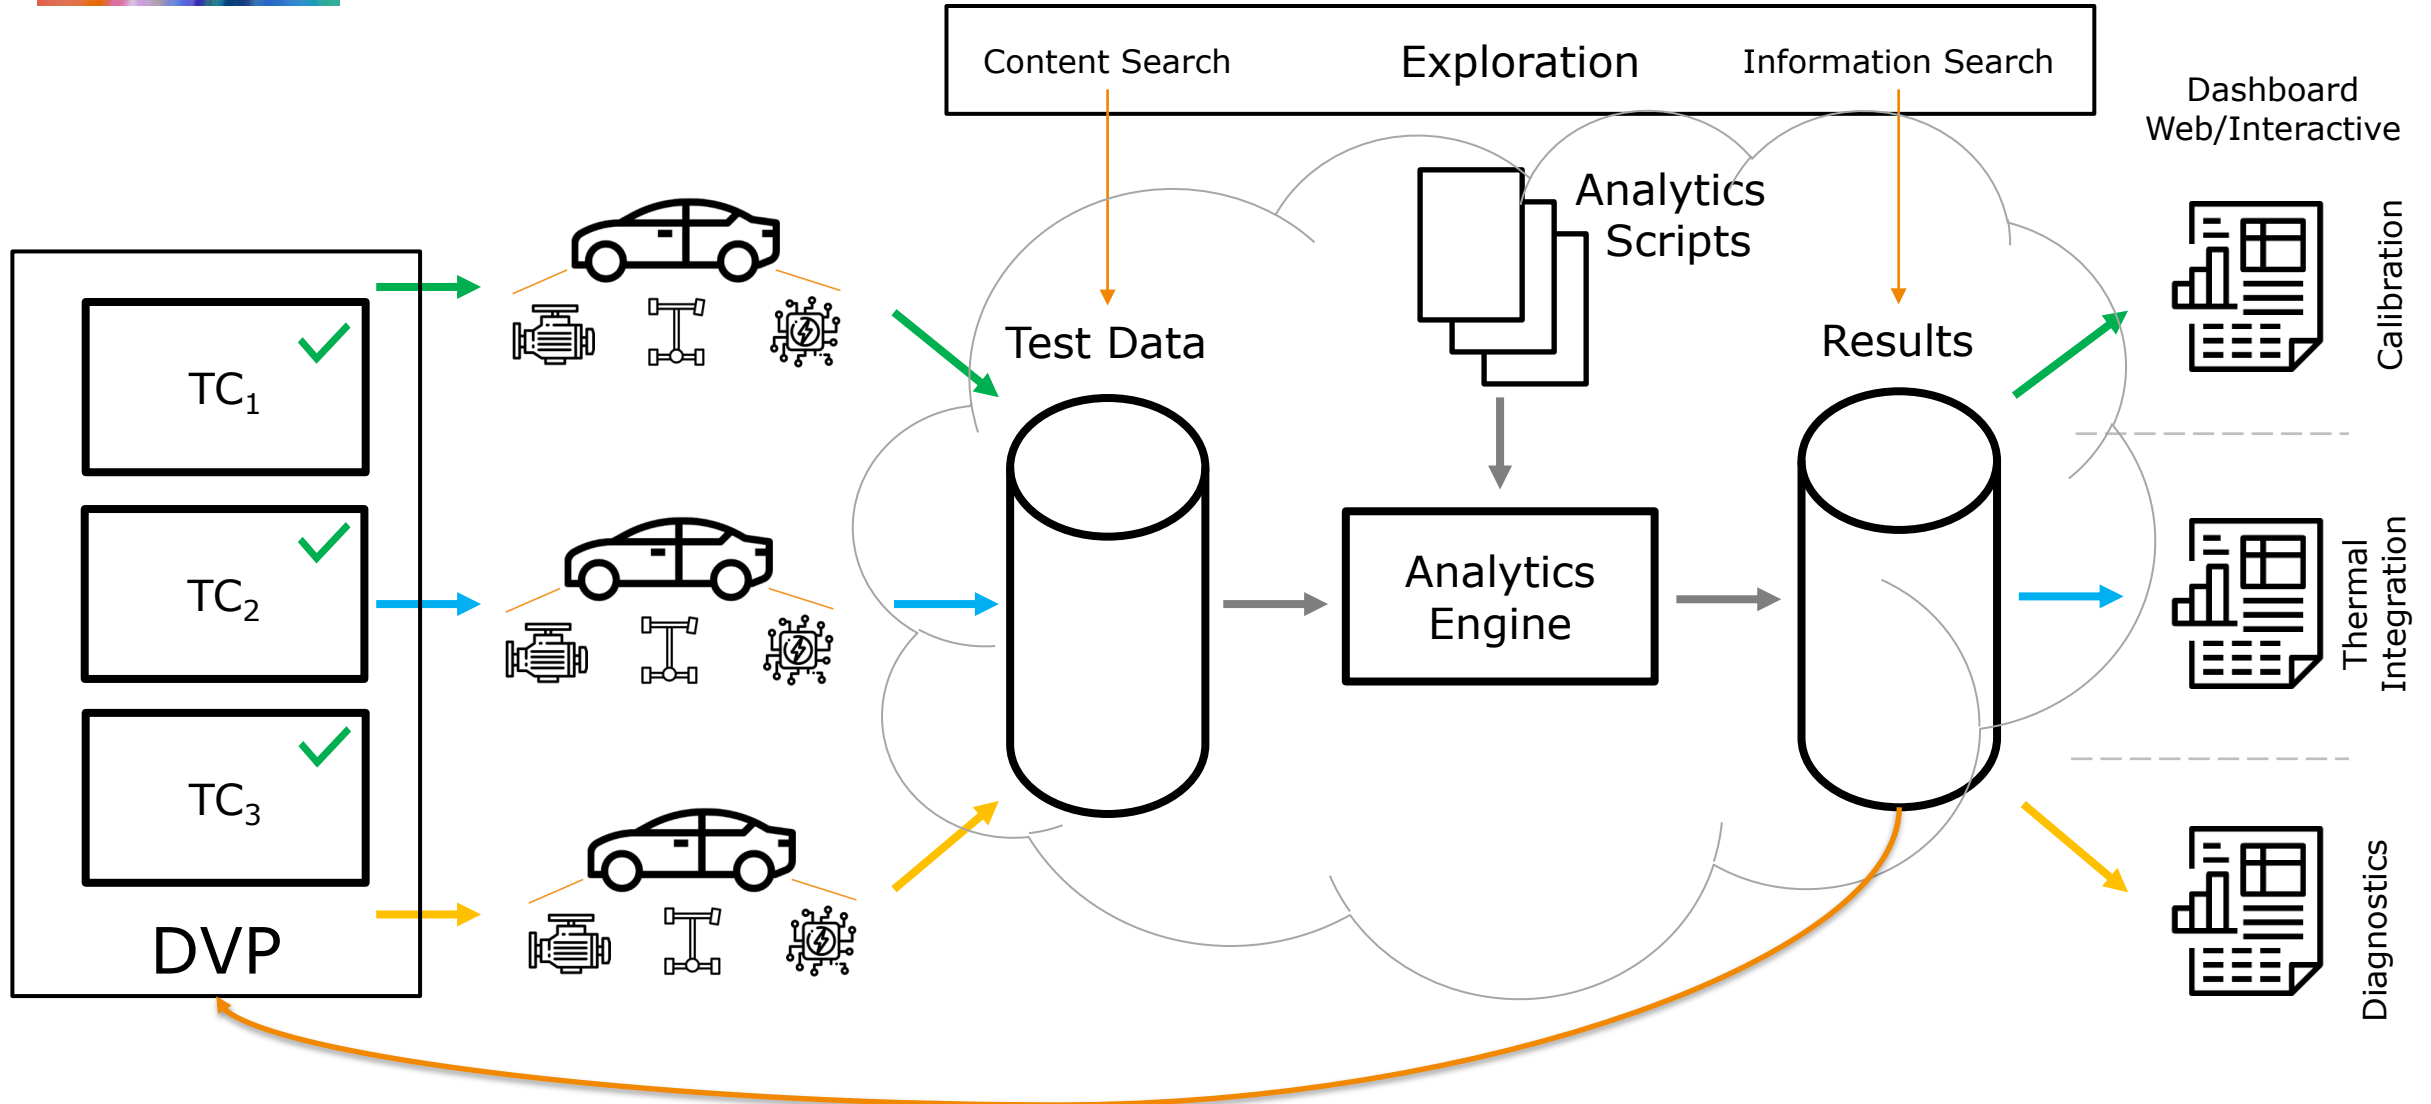 Content Search
Exploration
Information Search
Dashboard
Web/Interactive
Analytics
Scripts
Calibration
TC1
Test Data
Results
TC2
Analytics
Engine
Thermal
Integration
TC3
DVP
Diagnostics